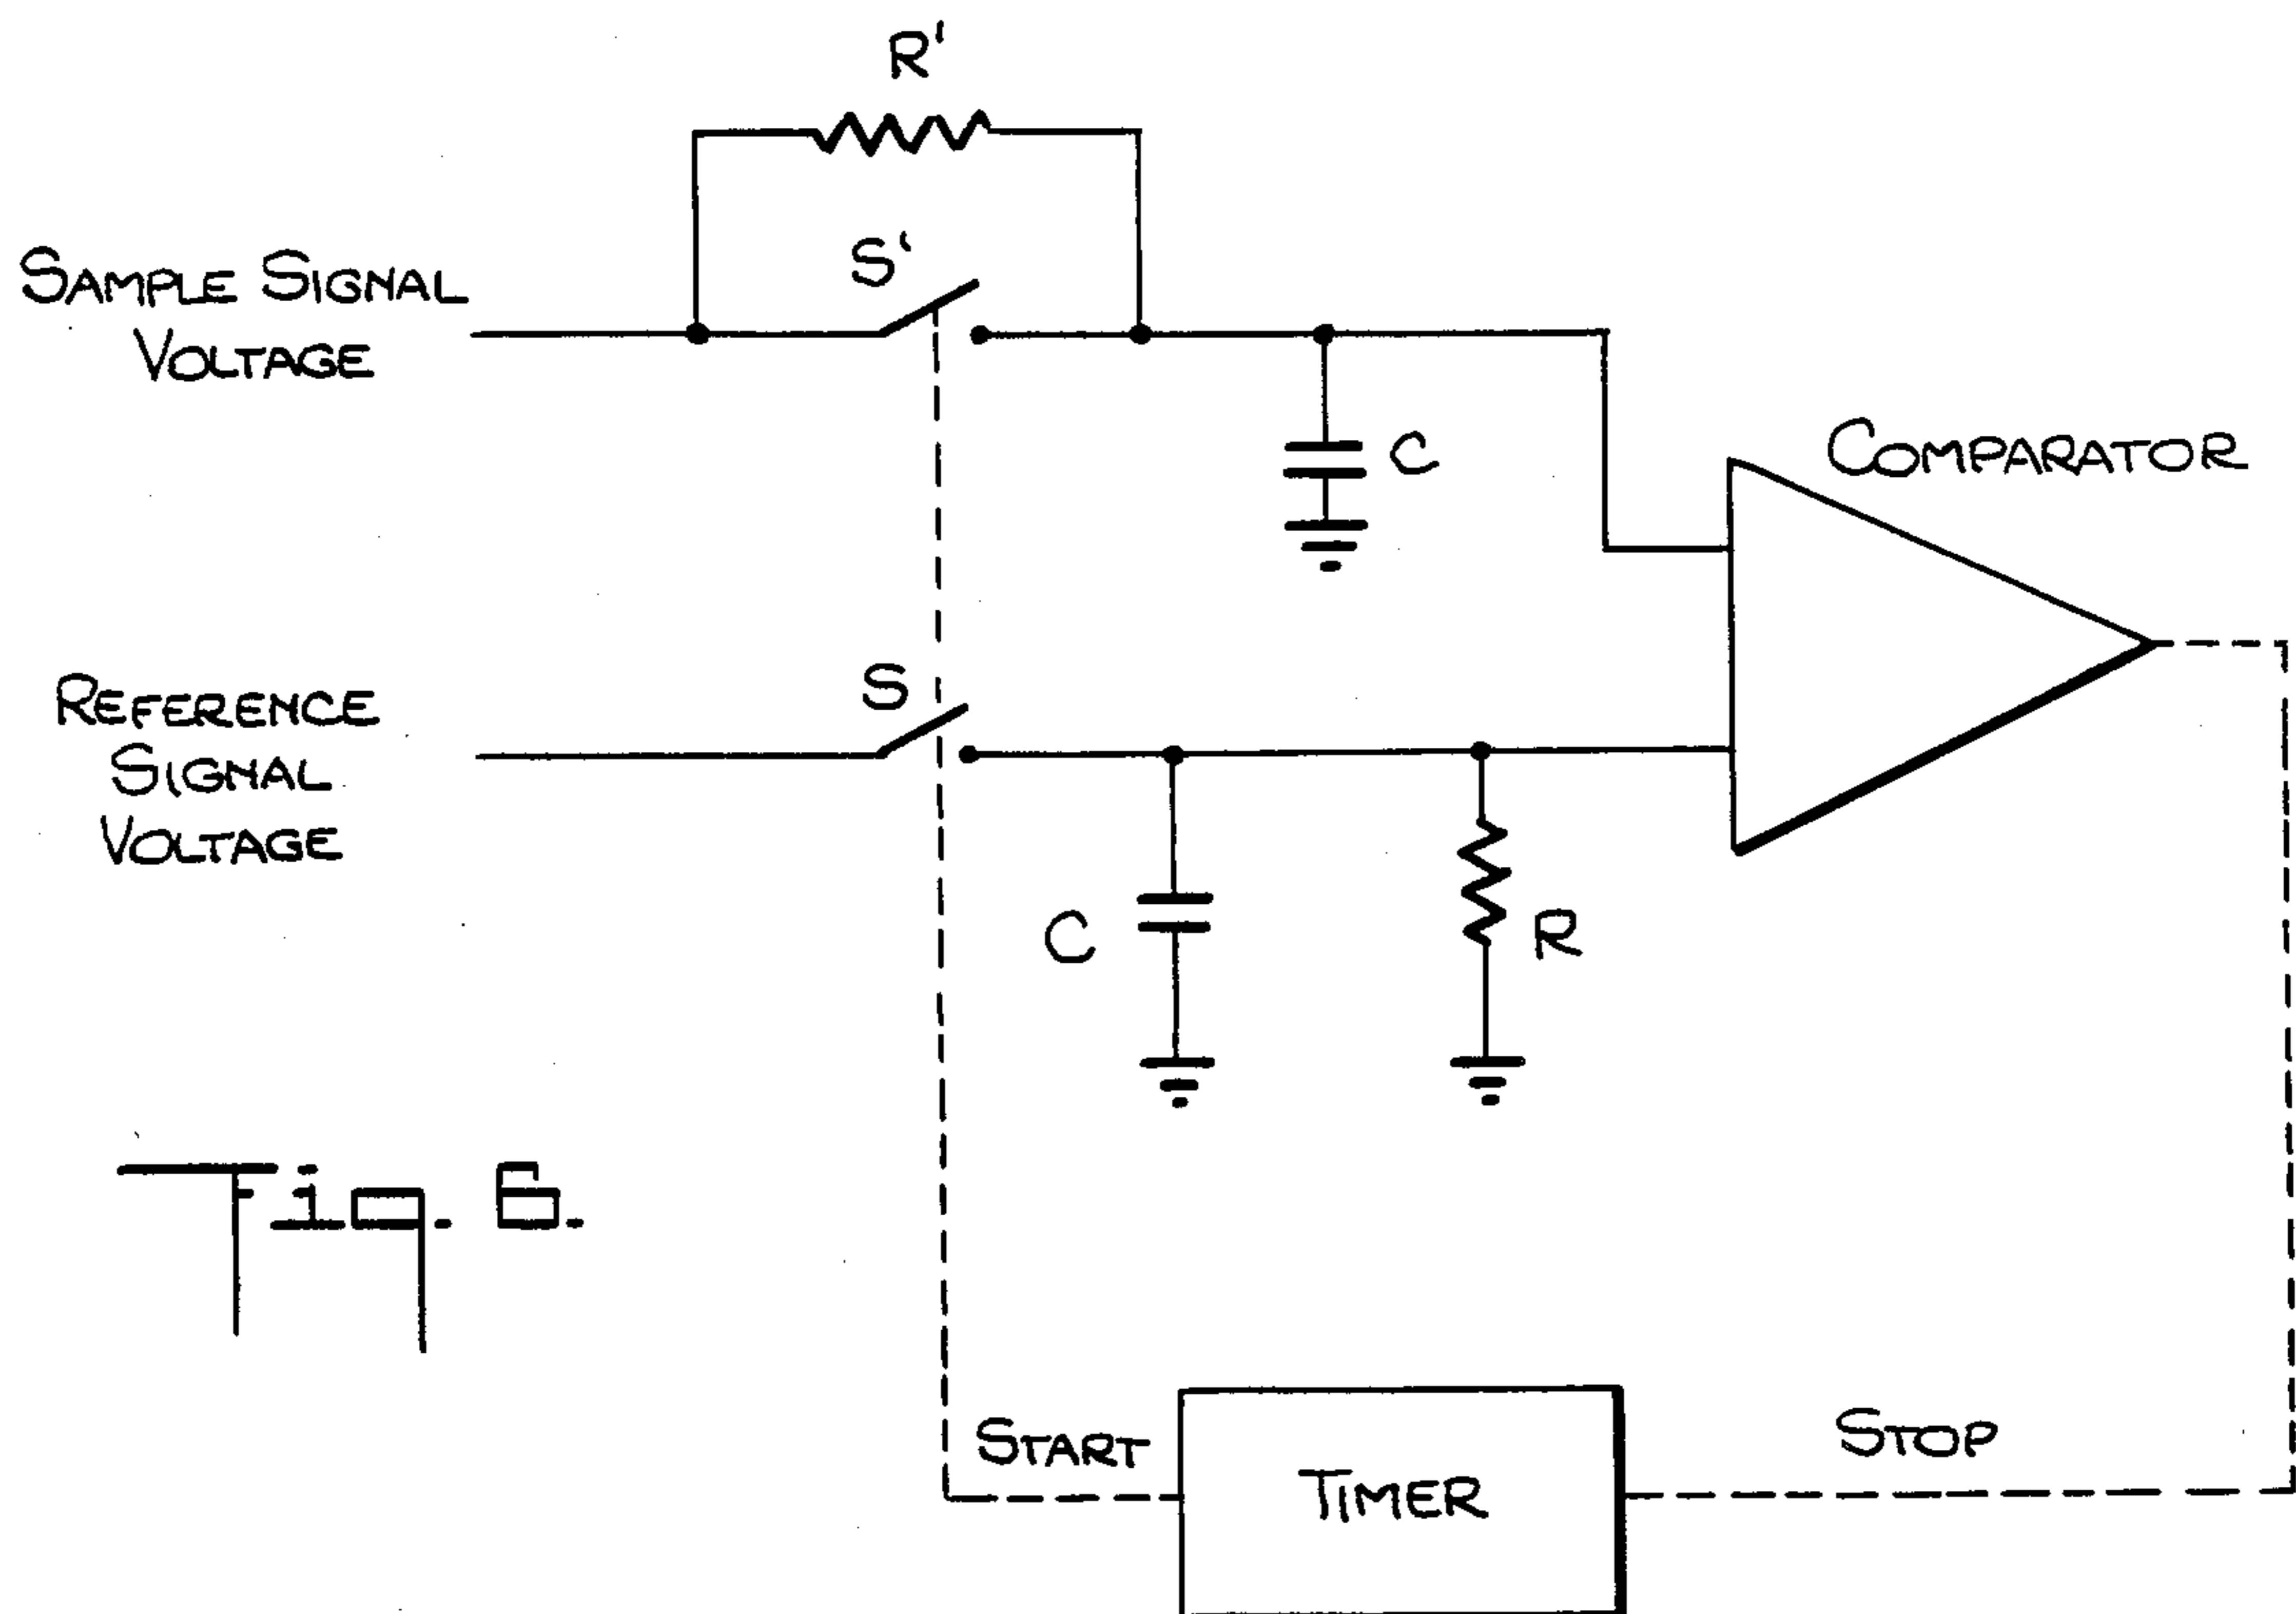 R'
S'
SAMPLE SIGNAL
VOLTAGE
C
COMPARATOR
S
REFERENCE
SIGNAL
VOLTAGE
C
R
Fig. 6.
START
STOP
TIMER